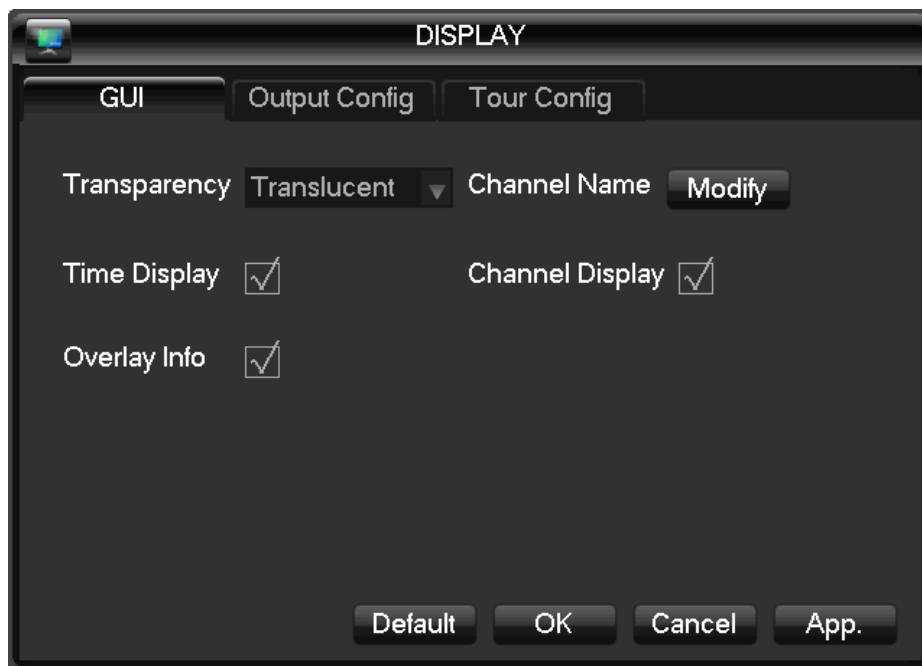 DISPLAY
GUI Output Config Tour Config
Transparency Translucent Channel Name Modify
Time Display Channel Display
Overlay Info
Default OK Cancel App.